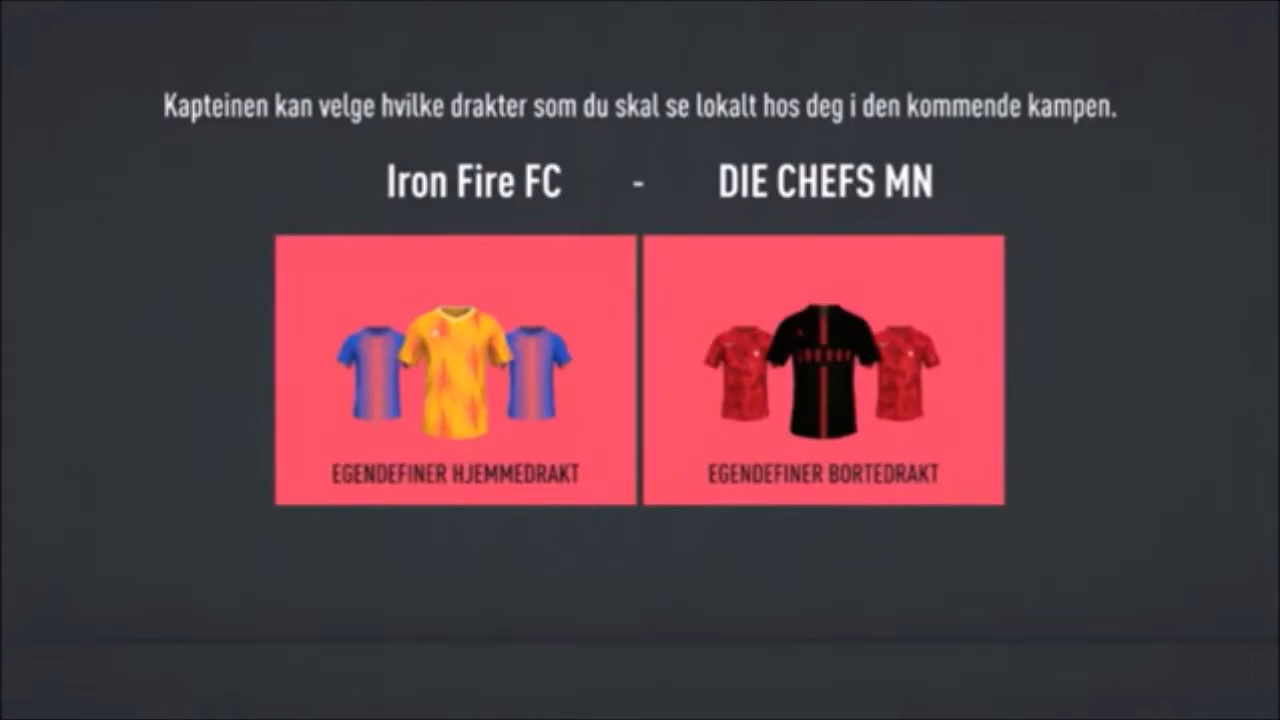 Kapteinen kan velge hvilke drakter som du skal se lokalt hos deg i den kommende kampen.
Iron Fire FC - DIE CHEFS MN
EGENDEFINER HJEMMEDRAKT
EGENDEFINER BORTEDRAKT